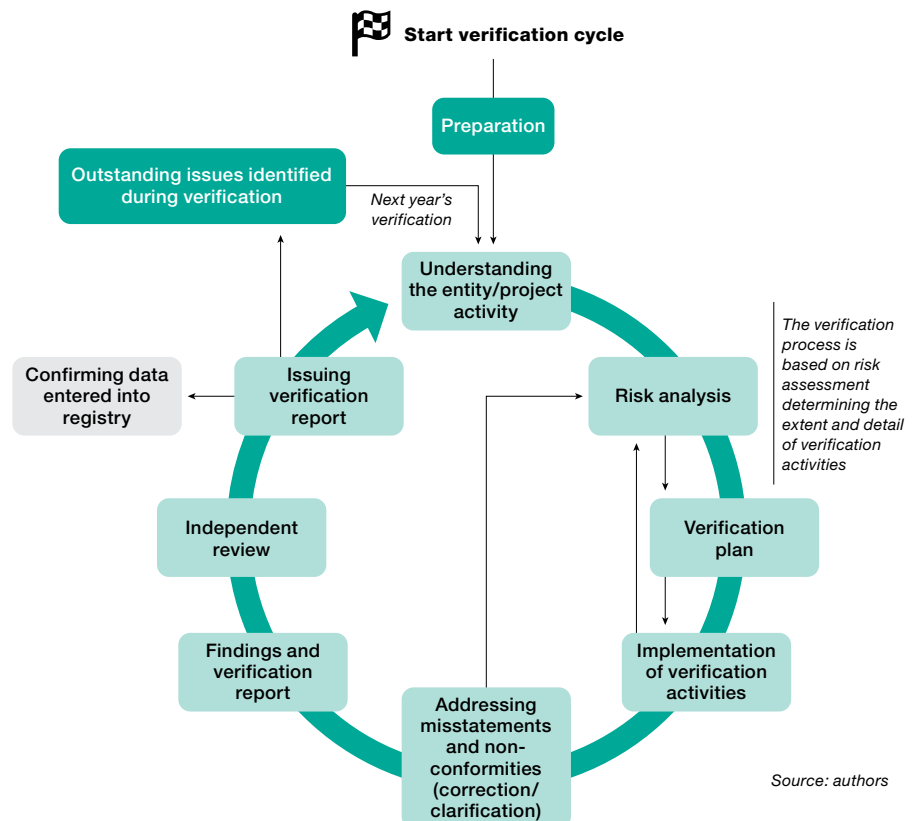 Start verification cycle
Preparation
Outstanding issues identified
during verification
Next year's
verification
Understanding
the entity/project
activity
The verification
process is
based on risk
assessment
determining the
extent and detail
of verification
activities
Confirming data
entered into
registry
Issuing
verification
report
Risk analysis
Independent
review
Verification
plan
Findings and
verification
report
Implementation
of verification
activities
Addressing
misstatements
and non-
conformities
(correction/
clarification)
Source: authors